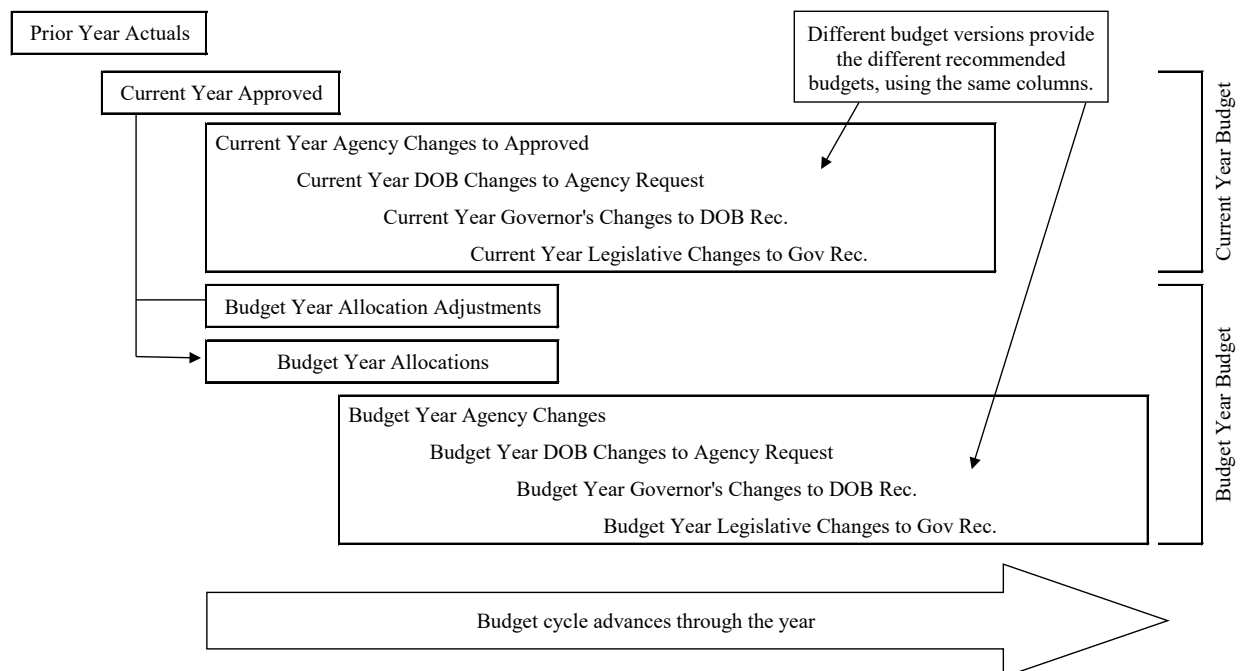 Prior Year Actuals
Different budget versions provide
the different recommended
budgets, using the same columns.
Current Year Approved
Current Year Agency Changes to Approved
Current Year DOB Changes to Agency Request
Current Year Governor's Changes to DOB Rec.
Current Year Legislative Changes to Gov Rec.
Current Year Budget
Budget Year Allocation Adjustments
Budget Year Allocations
Budget Year Agency Changes
Budget Year DOB Changes to Agency Request
Budget Year Governor's Changes to DOB Rec.
Budget Year Legislative Changes to Gov Rec.
Budget Year Budget
Budget cycle advances through the year